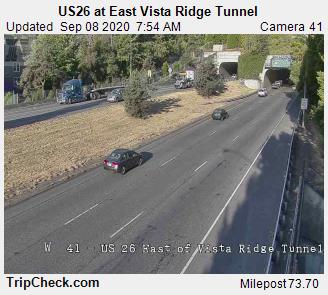 US26 at East Vista Ridge Tunnel
Updated Sep 08 2020 7:54 AM Camera 41
W 41 - US 26 East of Vista Ridge Tunnel
TripCheck.com Milepost 73.70